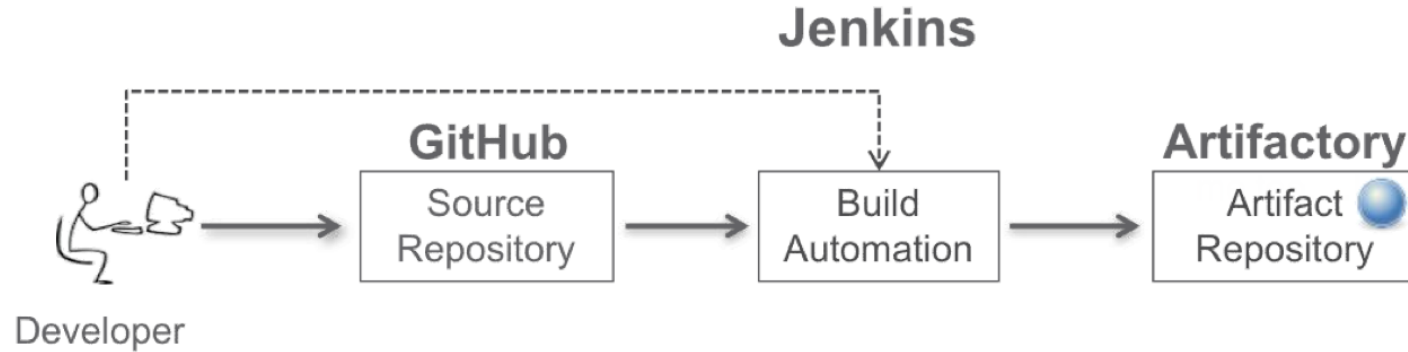 Jenkins
GitHub
Artifactory
Source
Repository
Build
Automation
Artifact
Repository
Developer